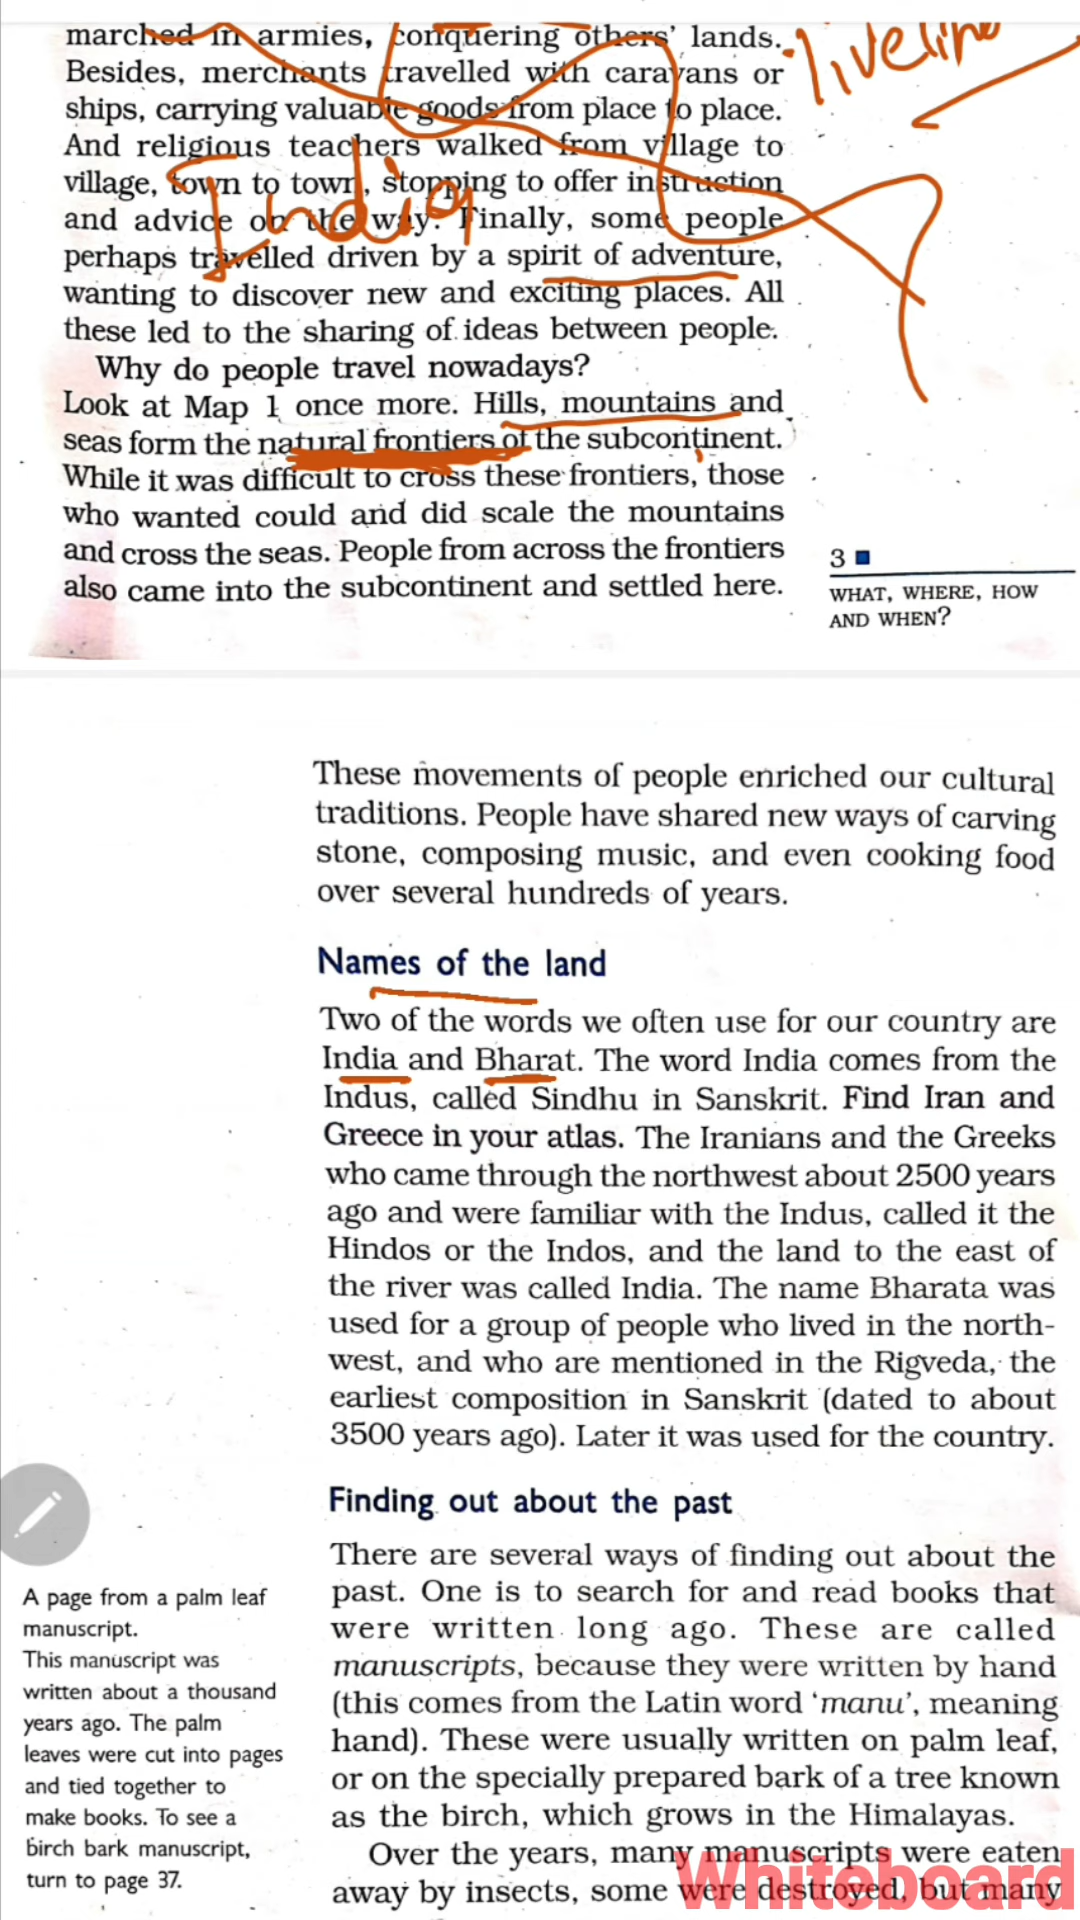 marched in armies, conquering others' lands.
Besides, merchants travelled with caravans or
ships, carrying valuable goods from place to place.
And religious teachers walked from village to
village, town to town, stopping to offer instruction
and advice on the way. Finally, some people
perhaps travelled driven by a spirit of adventure,
wanting to discover new and exciting places. All
these led to the sharing of ideas between people.
Why do people travel nowadays?
Look at Map 1 once more. Hills, mountains and
seas form the natural frontiers of the subcontinent.
While it was difficult to cross these frontiers, those
who wanted could and did scale the mountains
and cross the seas. People from across the frontiers
also came into the subcontinent and settled here.
India
3
WHAT, WHERE, HOW
AND WHEN?
These movements of people enriched our cultural
traditions. People have shared new ways of carving
stone, composing music, and even cooking food
over several hundreds of years.
Names of the land
Two of the words we often use for our country are
India and Bharat. The word India comes from the
Indus, called Sindhu in Sanskrit. Find Iran and
Greece in your atlas. The Iranians and the Greeks
who came through the northwest about 2500 years
ago and were familiar with the Indus, called it the
Hindos or the Indos, and the land to the east of
the river was called India. The name Bharata was
used for a group of people who lived in the north-
west, and who are mentioned in the Rigveda, the
earliest composition in Sanskrit (dated to about
3500 years ago). Later it was used for the country.
Finding out about the past
There are several ways of finding out about the
past. One is to search for and read books that
were written long ago. These are called
manuscripts, because they were written by hand
(this comes from the Latin word ‘manu’, meaning
hand). These were usually written on palm leaf,
or on the specially prepared bark of a tree known
as the birch, which grows in the Himalayas.
Over the years, many manuscripts were eaten
away by insects, some were destroyed, but many
A page from a palm leaf
manuscript.
This manuscript was
written about a thousand
years ago. The palm
leaves were cut into pages
and tied together to
make books. To see a
birch bark manuscript,
turn to page 37.
Whiteboard